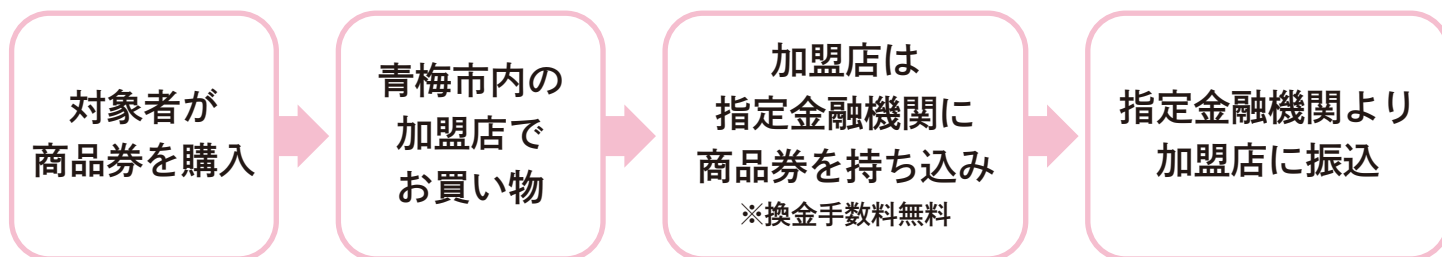 対象者が
商品券を購入
青梅市内の
加盟店で
お買い物
加盟店は
指定金融機関に
商品券を持ち込み
※換金手数料無料
指定金融機関より
加盟店に振込